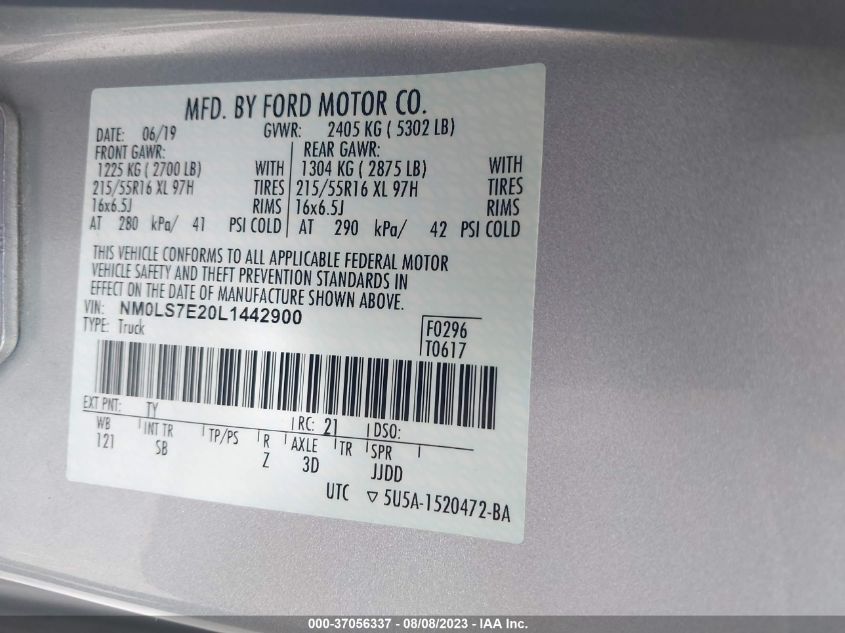 MFD. BY FORD MOTOR CO.
DATE: 06/19 GVWR: 2405 KG ( 5302 LB)
FRONT GAWR: REAR GAWR:
1225 KG ( 2700 LB) WITH 1304 KG ( 2875 LB) WITH
215/55R16 XL 97H TIRES 215/55R16 XL 97H TIRES
16x6.5J RIMS 16x6.5J RIMS
AT 280 kPa/ 41 PSI COLD AT 290 kPa/ 42 PSI COLD
THIS VEHICLE CONFORMS TO ALL APPLICABLE FEDERAL MOTOR
VEHICLE SAFETY AND THEFT PREVENTION STANDARDS IN
EFFECT ON THE DATE OF MANUFACTURE SHOWN ABOVE.
VIN: NM0LS7E20L1442900
TYPE: Truck F0296
T0617
EXT PNT: TY RC: 21 DSO:
WB INT TR TP/PS R AXLE TR SPR
121 SB Z 3D JJDD
UTC ▽ 5U5A-1520472-BA
000-37056337 - 08/08/2023 - IAA Inc.